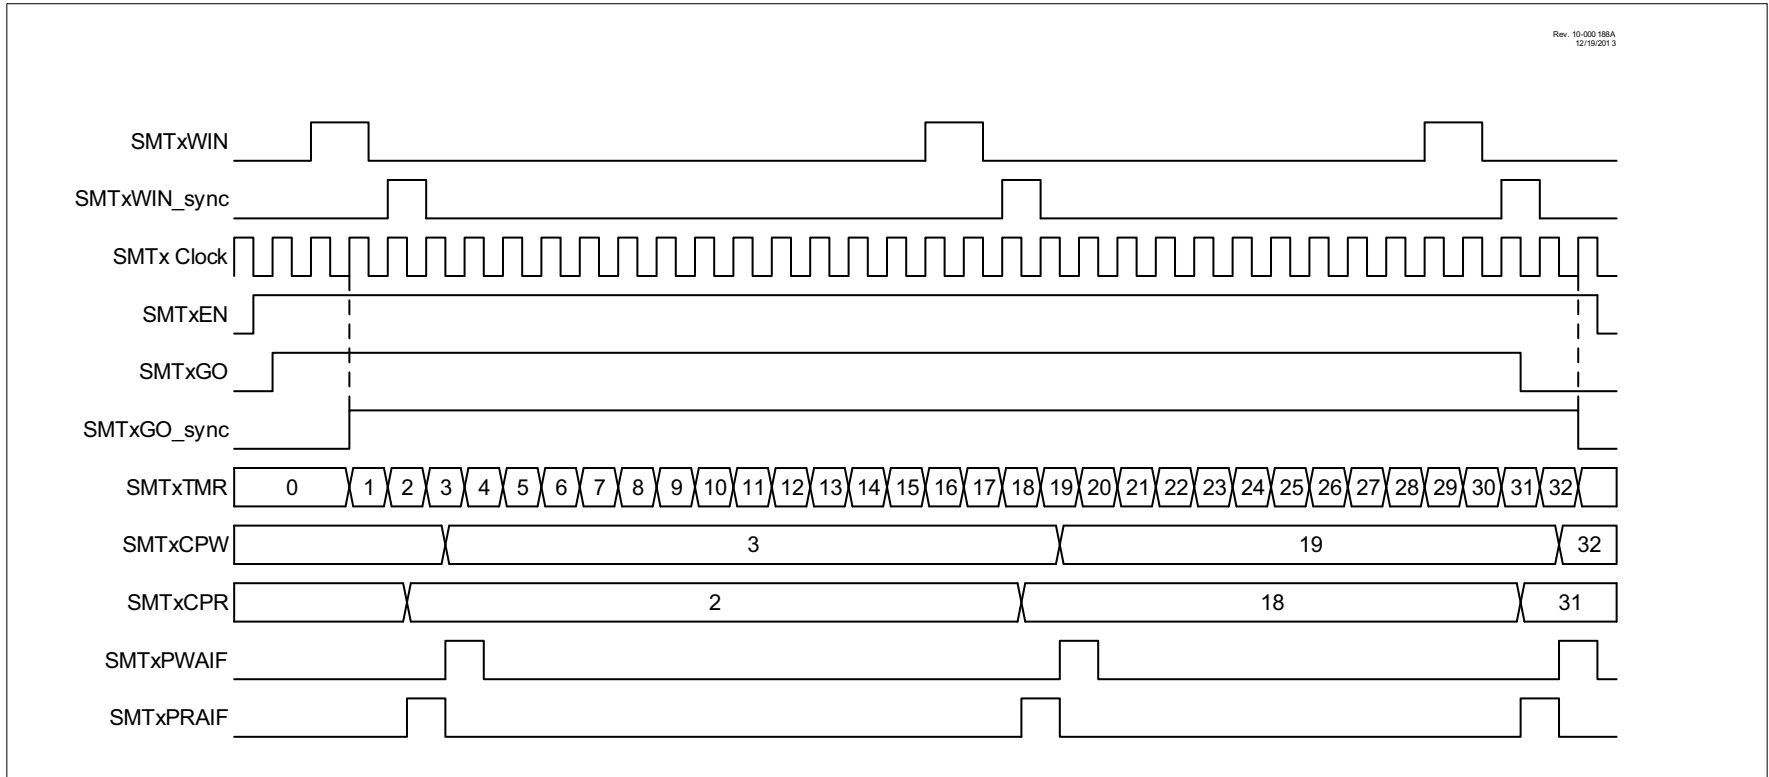 Rev. 10-000 188A
12/19/201 3
SMTxWIN
SMTxWIN_sync
SMTx Clock
SMTxEN
SMTxGO
SMTxGO_sync
SMTxTMR 0 1 2 3 4 5 6 7 8 9 10 11 12 13 14 15 16 17 18 19 20 21 22 23 24 25 26 27 28 29 30 31 32
SMTxCPW 3 19 32
SMTxCPR 2 18 31
SMTxPWAIF
SMTxPRAIF